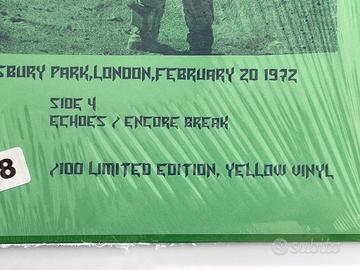 SBURY PARK,LONDON,FEBRUARY 20 1972
SIDE 4
ECHOES / ENCORE BREAK
8
/100 LIMITED EDITION, YELLOW VINYL
subito